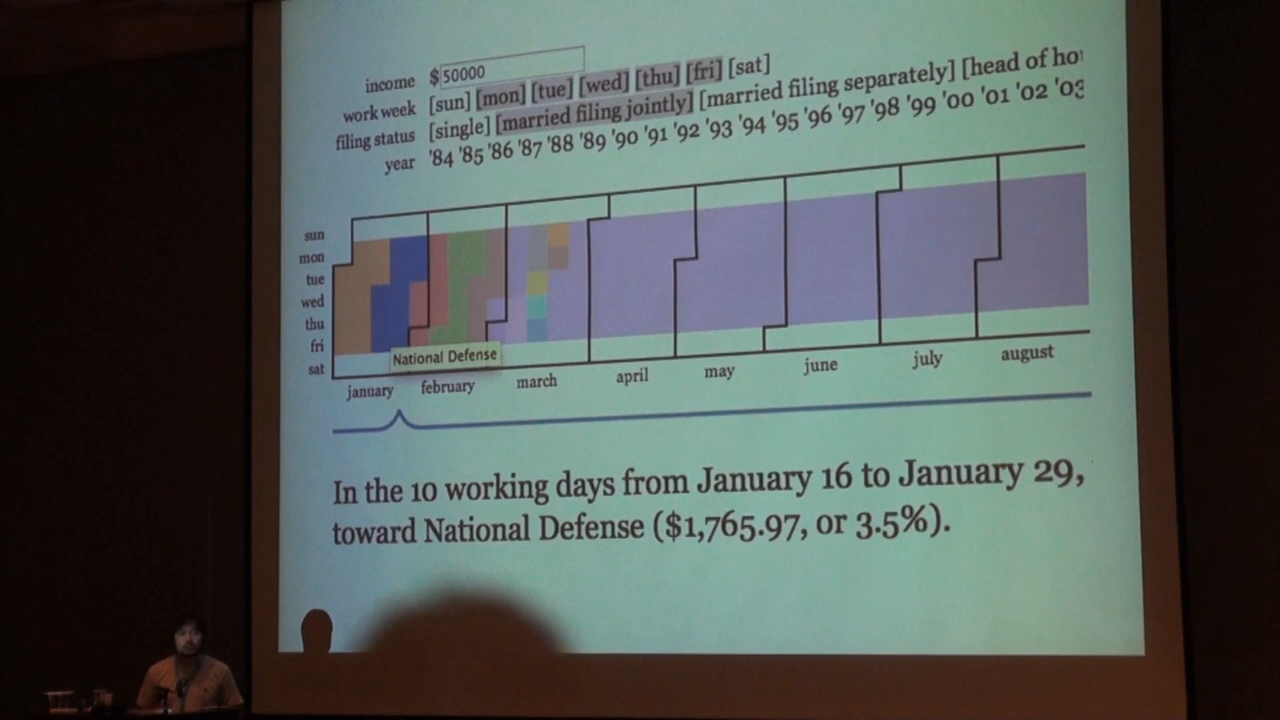 income $ 50000
work week [sun] [mon] [tue] [wed] [thu] [fri] [sat]
filing status [single] [married filing jointly] [married filing separately] [head of
year '84 '85 '86 '87 '88 '89 '90 '91 '92 '93 '94 '95 '96 '97 '98 '99 '00 '01 '02 '03
sun
mon
tue
wed
thu
fri
sat
National Defense
january february march april may june july august
In the 10 working days from January 16 to January 29,
toward National Defense ($1,765.97, or 3.5%).